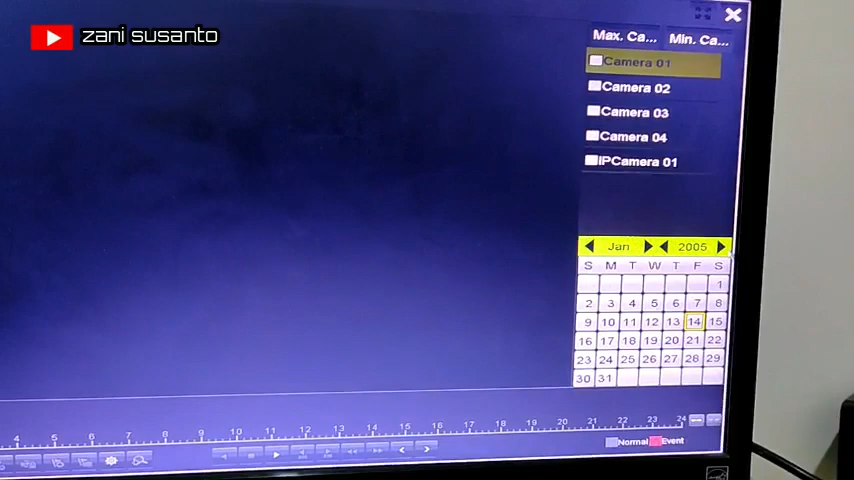 zani susanto
Max. Ca... Min. Ca...
Camera 01
Camera 02
Camera 03
Camera 04
IPCamera 01
Jan 2005
S M T W T F S
1
2 3 4 5 6 7 8
9 10 11 12 13 14 15
16 17 18 19 20 21 22
23 24 25 26 27 28 29
30 31
4 5 6 7 8 9 10 11 12 13 14 15 16 17 18 19 20 21 22 23 24
Normal Event